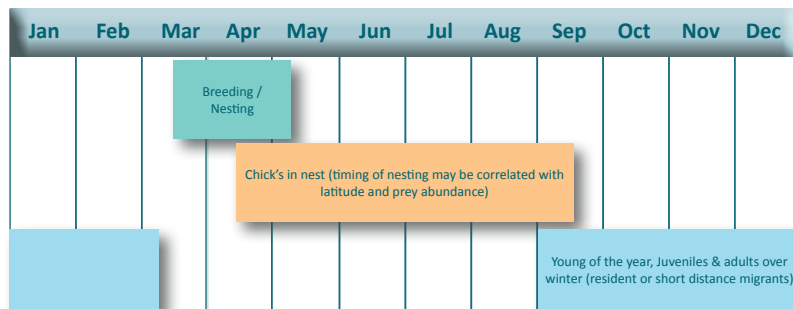 Jan Feb Mar Apr May Jun Jul Aug Sep Oct Nov Dec
Breeding /
Nesting
Chick's in nest (timing of nesting may be correlated with
latitude and prey abundance)
Young of the year, Juveniles & adults over
winter (resident or short distance migrants)